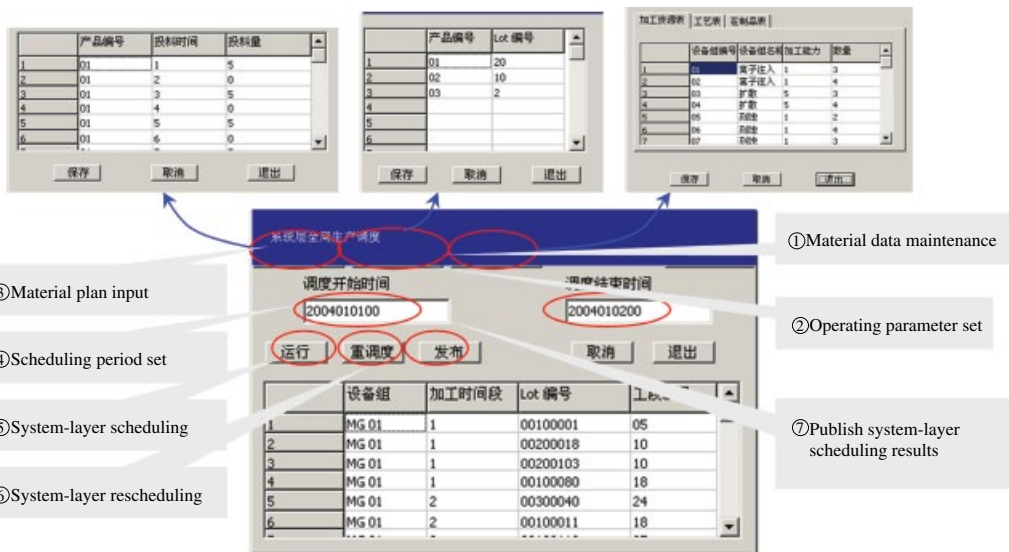 产品编号 投料时间 投料量
1 01 1 5
2 01 2 0
3 01 3 5
4 01 4 0
5 01 5 5
6 01 6 0
保存 取消 退出
产品编号 Lot 编号
1 01 20
2 02 10
3 03 2
4
5
6
保存 取消 退出
加工资源表 工艺表 在制品表
设备组编号 设备组名称 加工能力 数量
1 01 离子注入 1 3
2 02 离子注入 1 4
3 03 扩散 5 3
4 04 扩散 5 4
5 05 1 2
6 06 1 4
7 07 1 3
保存 取消 退出
系统层全局生产调度
①Material data maintenance
③Material plan input
调度开始时间 调度结束时间
2004010100 2004010200
②Operating parameter set
④Scheduling period set
运行 重调度 发布 取消 退出
设备组 加工时间段 Lot 编号
1 MG 01 1 00100001 05
2 MG 01 1 00200018 10
3 MG 01 1 00200103 10
4 MG 01 1 00100080 18
5 MG 01 2 00300040 24
6 MG 01 2 00100011 18
⑤System-layer scheduling
⑦Publish system-layer
scheduling results
⑥System-layer rescheduling